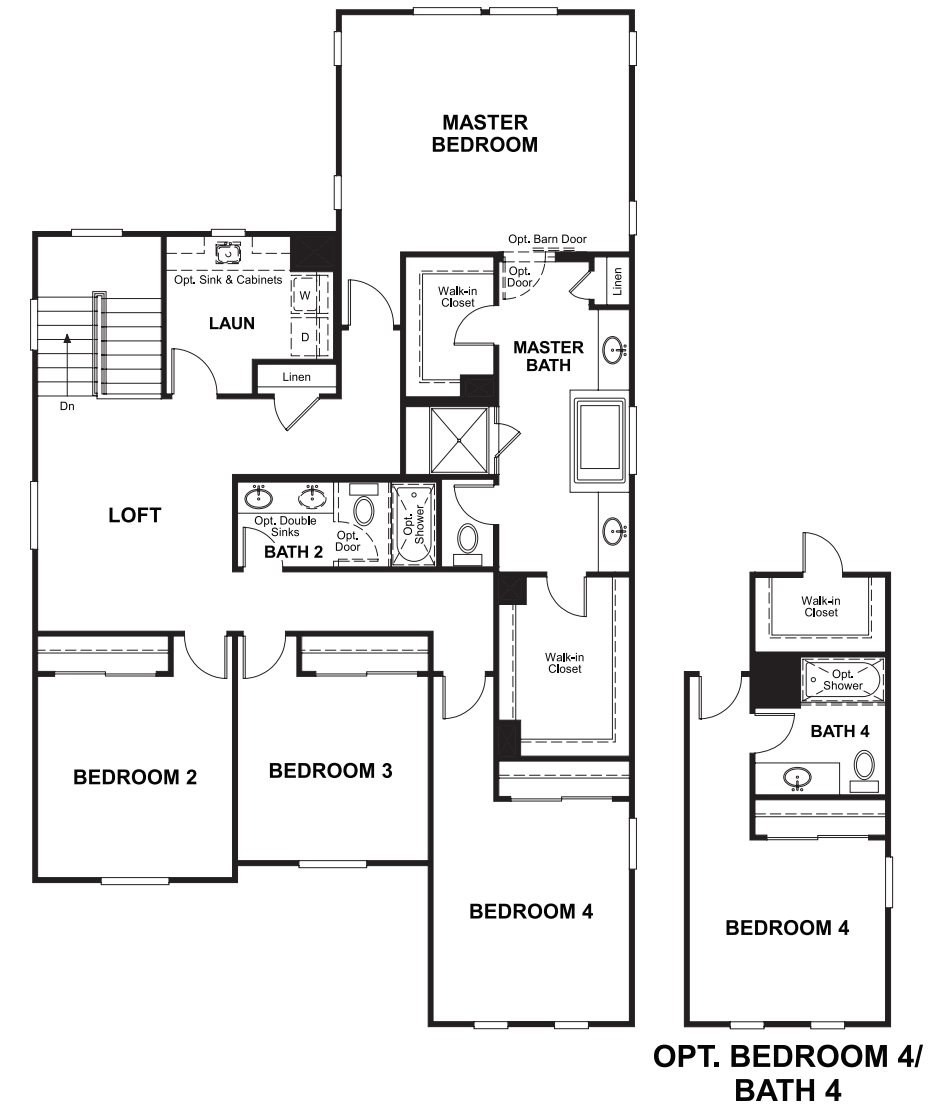 MASTER
BEDROOM
Opt. Barn Door
Opt.
Door
Linen
Opt. Sink & Cabinets
W
Walk-in
Closet
LAUN
D
MASTER
BATH
Linen
Dn
LOFT
Opt. Double
Sinks
BATH 2
Opt.
Door
Opt.
Shower
Walk-in
Closet
BEDROOM 2
BEDROOM 3
BEDROOM 4
Walk-in
Closet
Opt.
Shower
BATH 4
BEDROOM 4
OPT. BEDROOM 4/
BATH 4